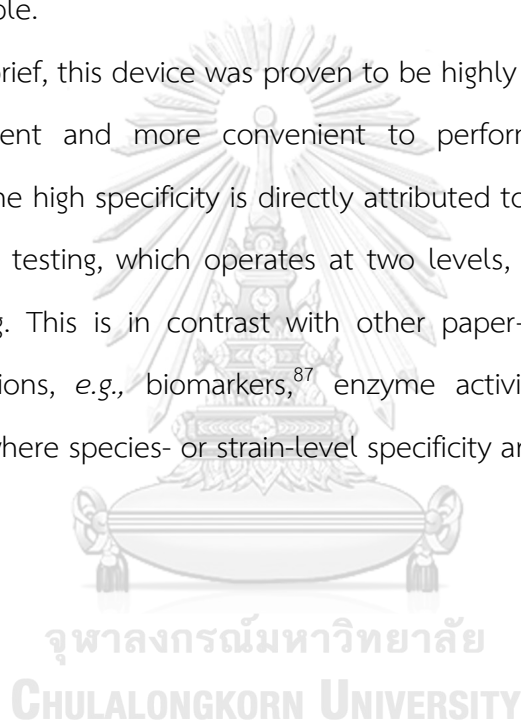 ple.
rief, this device was proven to be highly
ent and more convenient to perform
ne high specificity is directly attributed to
testing, which operates at two levels,
g. This is in contrast with other paper-
ions, e.g., biomarkers,87 enzyme activi
where species- or strain-level specificity ar
จุฬาลงกรณ์มหาวิทยาลัย
CHULALONGKORN UNIVERSITY